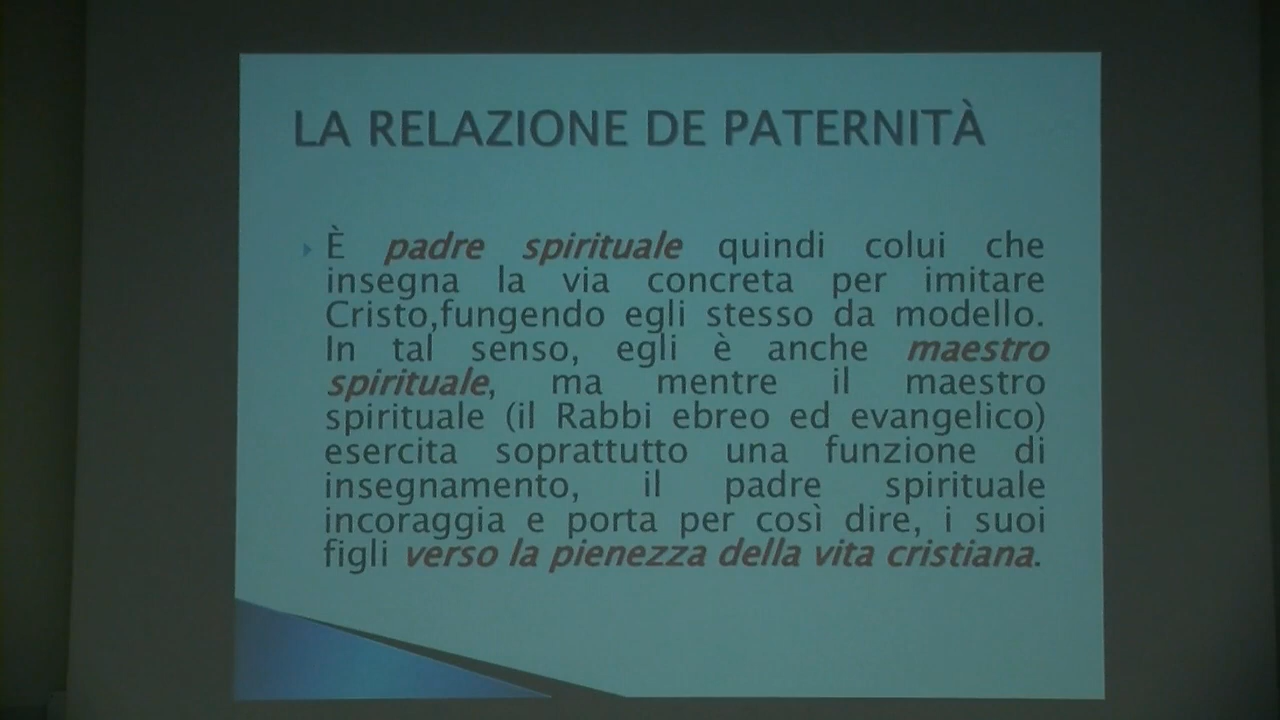 LA RELAZIONE DE PATERNITÀ
È padre spirituale quindi colui che
insegna la via concreta per imitare
Cristo,fungendo egli stesso da modello.
In tal senso, egli è anche maestro
spirituale, ma mentre il maestro
spirituale (il Rabbi ebreo ed evangelico)
esercita soprattutto una funzione di
insegnamento, il padre spirituale
incoraggia e porta per così dire, i suoi
figli verso la pienezza della vita cristiana.